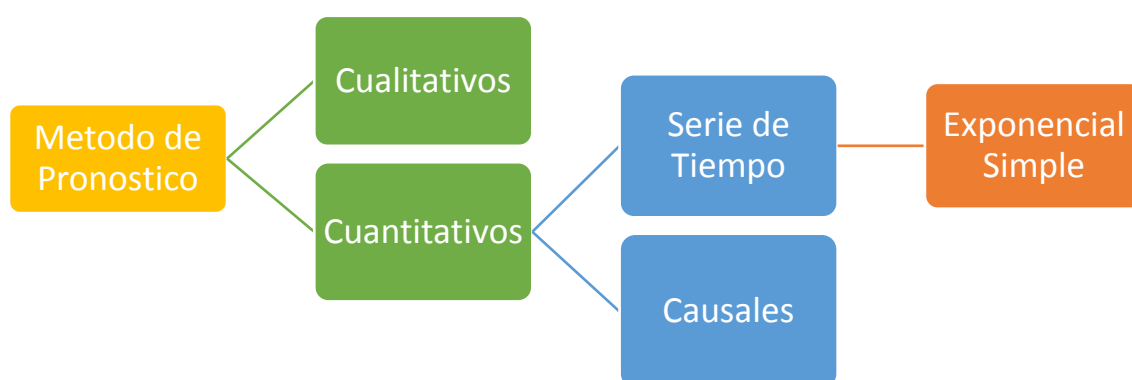 Metodo de
Pronostico
Cualitativos
Cuantitativos
Serie de
Tiempo
Causales
Exponencial
Simple